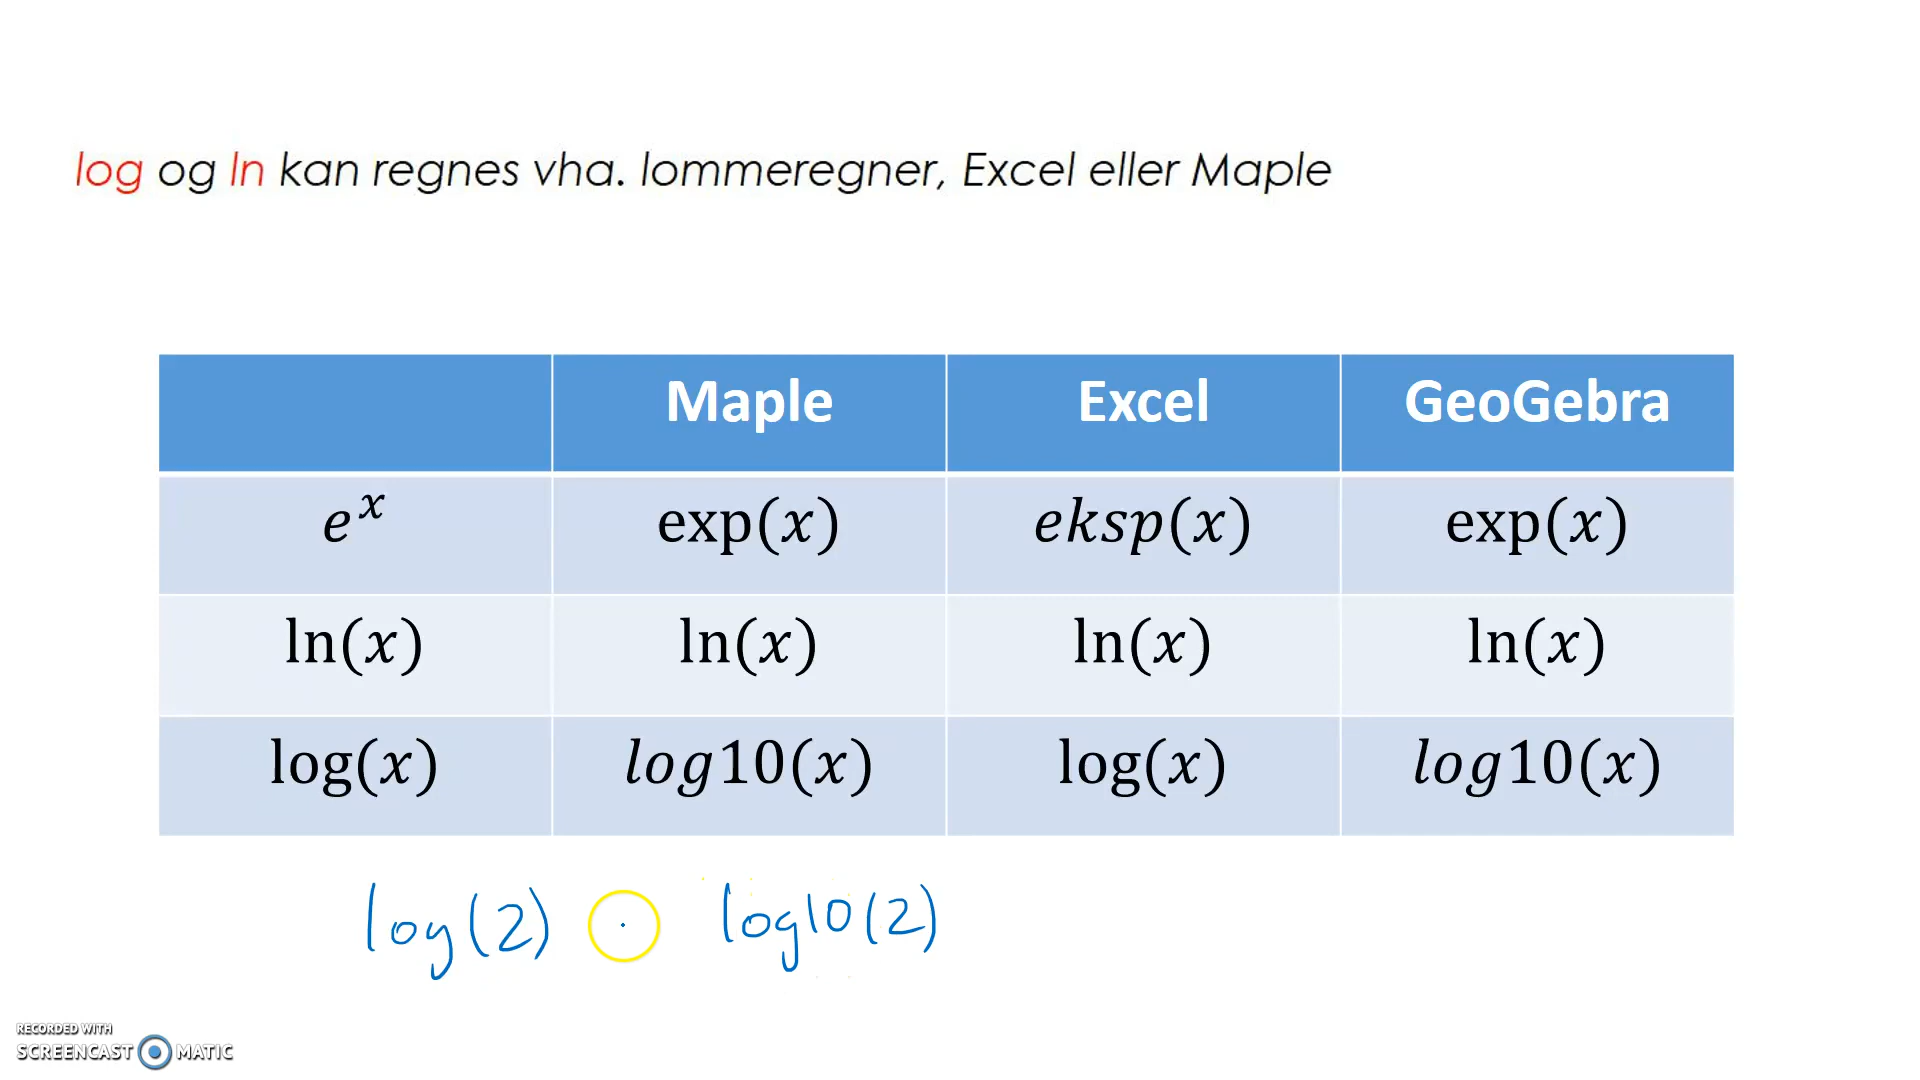 log og ln kan regnes vha. lommeregner, Excel eller Maple
Maple Excel GeoGebra
e^x exp(x) eksp(x) exp(x)
ln(x) ln(x) ln(x) ln(x)
log(x) log10(x) log(x) log10(x)
log(2) log10(2)
RECORDED WITH
SCREENCAST MATIC